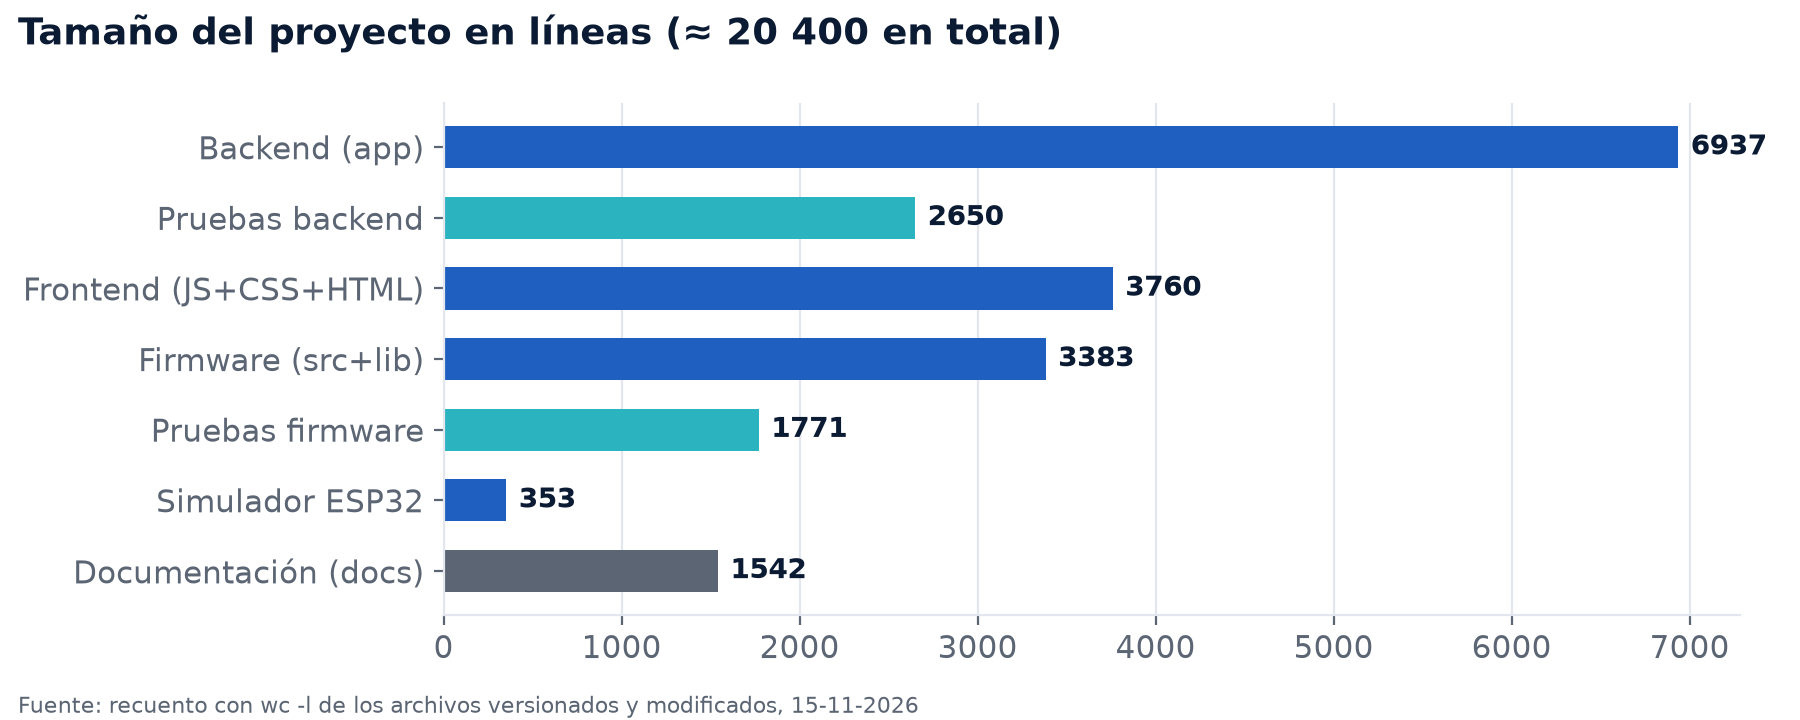 Tamaño del proyecto en líneas (≈ 20 400 en total)
Backend (app)
6937
Pruebas backend
2650
Frontend (JS+CSS+HTML)
3760
Firmware (src+lib)
3383
Pruebas firmware
1771
Simulador ESP32
353
Documentación (docs)
1542
0 1000 2000 3000 4000 5000 6000 7000
Fuente: recuento con wc -l de los archivos versionados y modificados, 15-11-2026